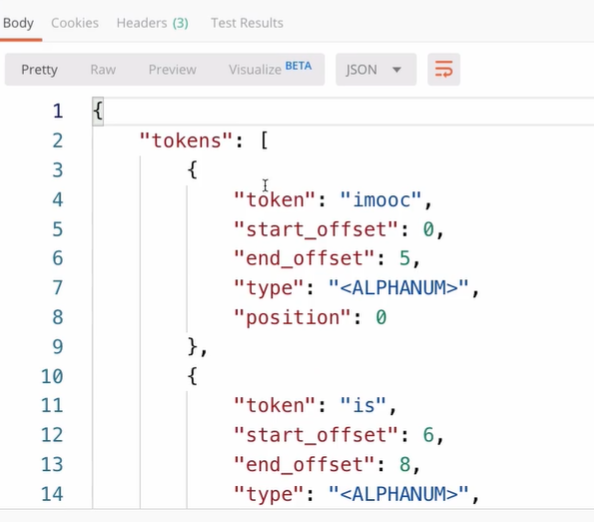 Body Cookies Headers (3) Test Results
Pretty Raw Preview Visualize BETA JSON
1 {
2 "tokens": [
3 {
4 "token": "imooc",
5 "start_offset": 0,
6 "end_offset": 5,
7 "type": "<ALPHANUM>",
8 "position": 0
9 },
10 {
11 "token": "is",
12 "start_offset": 6,
13 "end_offset": 8,
14 "type": "<ALPHANUM>",